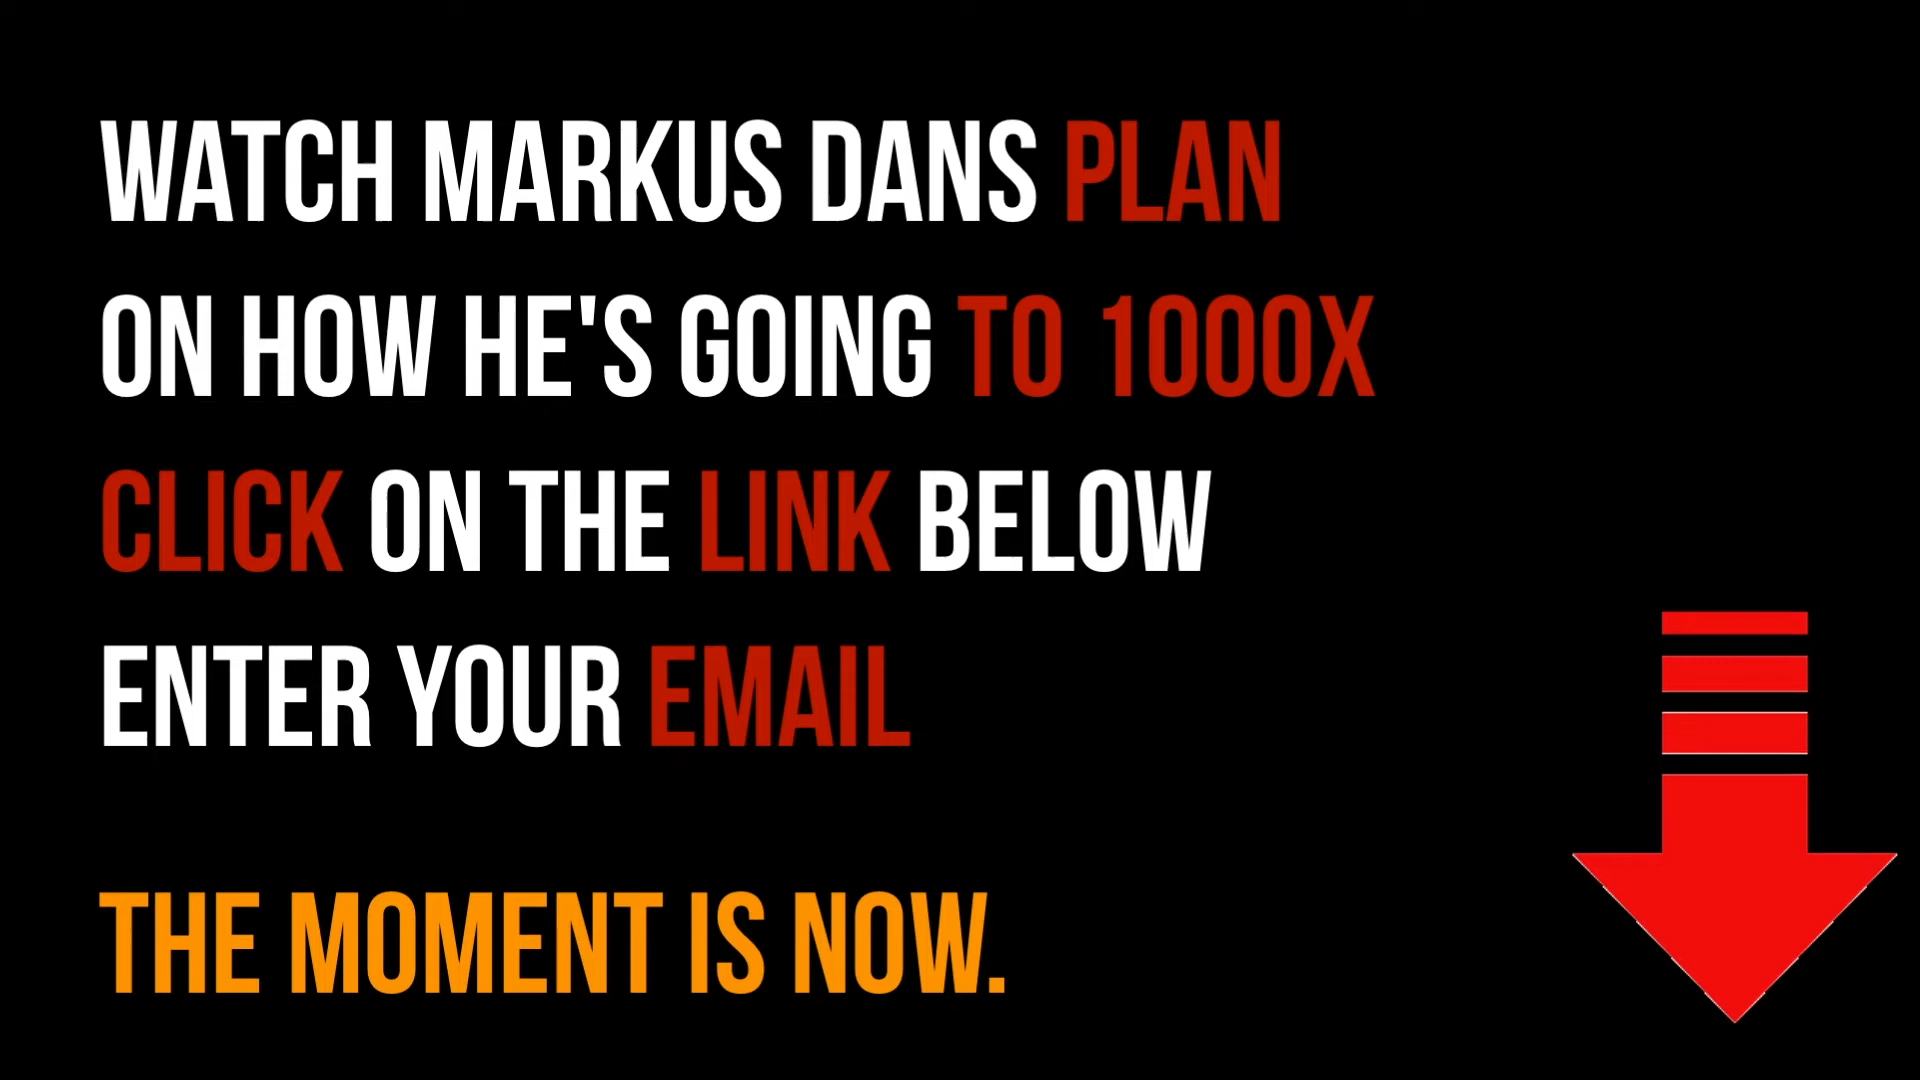 WATCH MARKUS DANS PLAN
ON HOW HE'S GOING TO 1000X
CLICK ON THE LINK BELOW
ENTER YOUR EMAIL
THE MOMENT IS NOW.